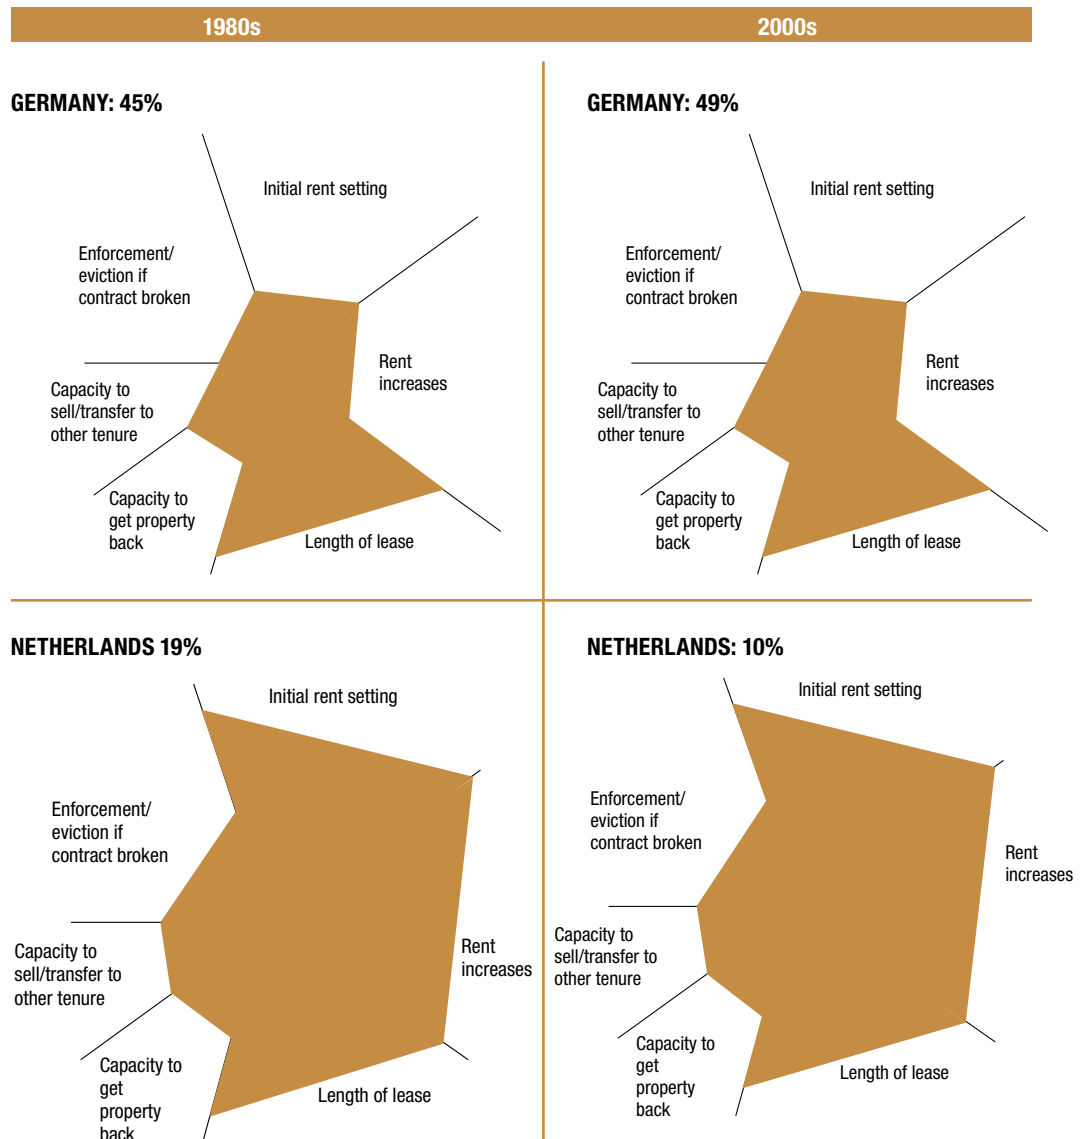 1980s
2000s
GERMANY: 45%
Initial rent setting
Enforcement/
eviction if
contract broken
Rent
increases
Capacity to
sell/transfer to
other tenure
Capacity to
get property
back
Length of lease
GERMANY: 49%
Initial rent setting
Enforcement/
eviction if
contract broken
Rent
increases
Capacity to
sell/transfer to
other tenure
Capacity to
get property
back
Length of lease
NETHERLANDS 19%
Initial rent setting
Enforcement/
eviction if
contract broken
Rent
increases
Capacity to
sell/transfer to
other tenure
Capacity to
get
property
back
Length of lease
NETHERLANDS: 10%
Initial rent setting
Enforcement/
eviction if
contract broken
Rent
increases
Capacity to
sell/transfer to
other tenure
Capacity to
get
property
back
Length of lease